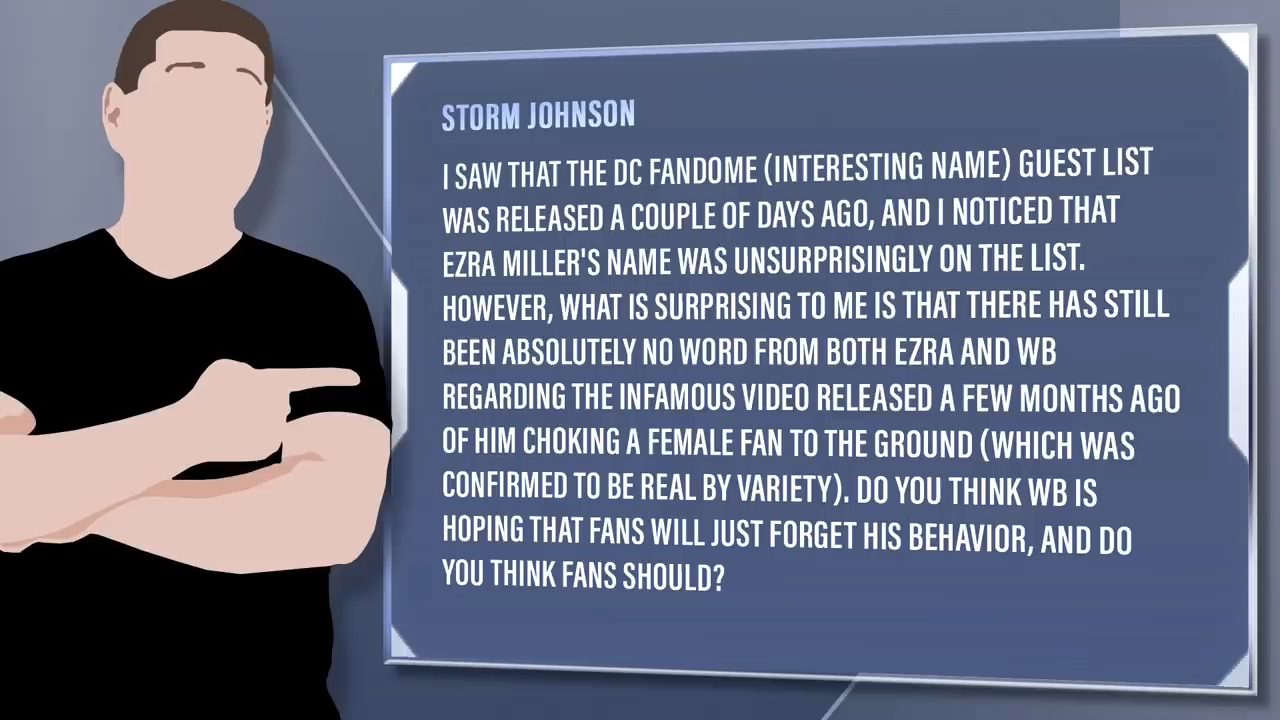 STORM JOHNSON
I SAW THAT THE DC FANDOME (INTERESTING NAME) GUEST LIST
WAS RELEASED A COUPLE OF DAYS AGO, AND I NOTICED THAT
EZRA MILLER'S NAME WAS UNSURPRISINGLY ON THE LIST.
HOWEVER, WHAT IS SURPRISING TO ME IS THAT THERE HAS STILL
BEEN ABSOLUTELY NO WORD FROM BOTH EZRA AND WB
REGARDING THE INFAMOUS VIDEO RELEASED A FEW MONTHS AGO
OF HIM CHOKING A FEMALE FAN TO THE GROUND (WHICH WAS
CONFIRMED TO BE REAL BY VARIETY). DO YOU THINK WB IS
HOPING THAT FANS WILL JUST FORGET HIS BEHAVIOR, AND DO
YOU THINK FANS SHOULD?